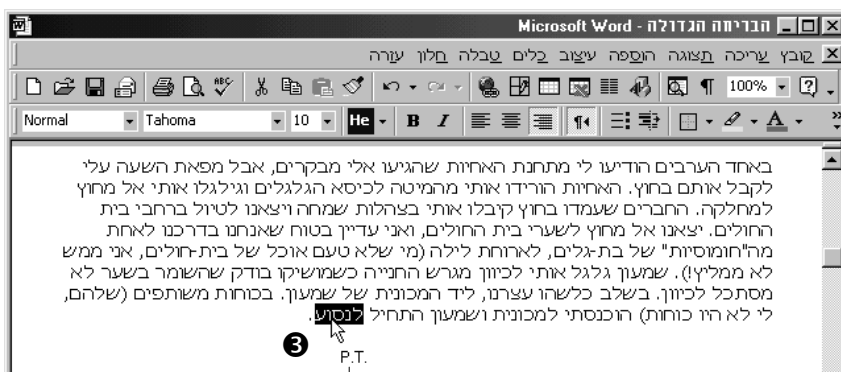 הבריחה הגדולה - Microsoft Word
קובץ עריכה תצוגה הוספה עיצוב כלים טבלה חלון עזרה
ABC 100%
Normal Tahoma 10 He B I A
באחד הערבים הודיעו לי מתחנת האחיות שהגיעו אלי מבקרים, אבל מפאת השעה עלי
לקבל אותם בחוץ. האחיות הורידו אותי מהמיטה לכיסא הגלגלים וגילגלו אותי אל מחוץ
למחלקה. החברים שעמדו בחוץ קיבלו אותי בצהלות שמחה ויצאנו לטיול ברחבי בית
החולים. יצאנו אל מחוץ לשערי בית החולים, ואני עדיין בטוח שאנחנו בדרכנו לאחת
מה"חומוסיות" של בת-גלים, לארוחת לילה (מי שלא טעם אוכל של בית-חולים, אני ממש
לא ממליץ!). שמעון גלגל אותי לכיוון מגרש החנייה כשמושיקו בודק שהשומר בשער לא
מסתכל לכיוון. בשלב כלשהו עצרנו, ליד המכונית של שמעון. בכוחות משותפים (שלהם,
לי לא היו כוחות) הוכנסתי למכונית ושמעון התחיל לנסוע.
❸
P.T.